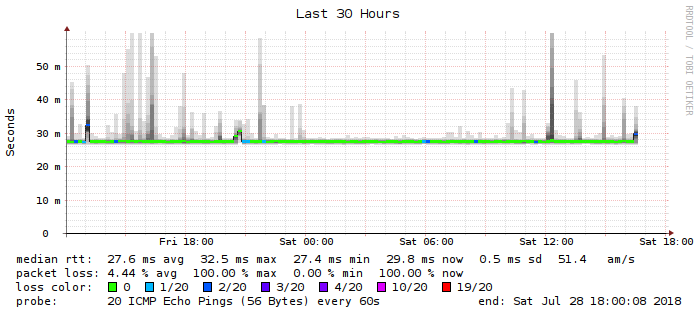 Last 30 Hours
RRDTOOL / TOBI OETIKER
Seconds
50 m
40 m
30 m
20 m
10 m
0
Fri 18:00 Sat 00:00 Sat 06:00 Sat 12:00 Sat 18:00
median rtt: 27.6 ms avg 32.5 ms max 27.4 ms min 29.8 ms now 0.5 ms sd 51.4 am/s
packet loss: 4.44 % avg 100.00 % max 0.00 % min 100.00 % now
loss color: 0 1/20 2/20 3/20 4/20 10/20 19/20
probe: 20 ICMP Echo Pings (56 Bytes) every 60s end: Sat Jul 28 18:00:08 2018